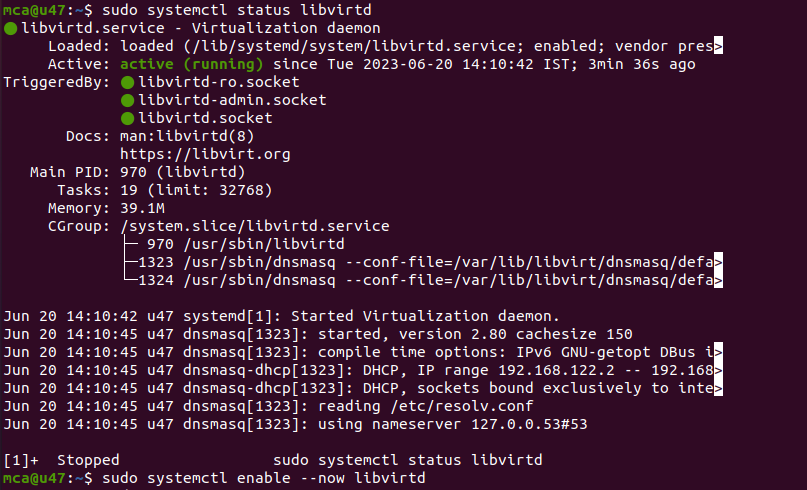 mca@u47:~$ sudo systemctl status libvirtd
● libvirtd.service - Virtualization daemon
     Loaded: loaded (/lib/systemd/system/libvirtd.service; enabled; vendor pres>
     Active: active (running) since Tue 2023-06-20 14:10:42 IST; 3min 36s ago
TriggeredBy: ● libvirtd-ro.socket
             ● libvirtd-admin.socket
             ● libvirtd.socket
       Docs: man:libvirtd(8)
             https://libvirt.org
   Main PID: 970 (libvirtd)
      Tasks: 19 (limit: 32768)
     Memory: 39.1M
     CGroup: /system.slice/libvirtd.service
             ├─ 970 /usr/sbin/libvirtd
             ├─1323 /usr/sbin/dnsmasq --conf-file=/var/lib/libvirt/dnsmasq/defa>
             └─1324 /usr/sbin/dnsmasq --conf-file=/var/lib/libvirt/dnsmasq/defa>

Jun 20 14:10:42 u47 systemd[1]: Started Virtualization daemon.
Jun 20 14:10:45 u47 dnsmasq[1323]: started, version 2.80 cachesize 150
Jun 20 14:10:45 u47 dnsmasq[1323]: compile time options: IPv6 GNU-getopt DBus i>
Jun 20 14:10:45 u47 dnsmasq-dhcp[1323]: DHCP, IP range 192.168.122.2 -- 192.168>
Jun 20 14:10:45 u47 dnsmasq-dhcp[1323]: DHCP, sockets bound exclusively to inte>
Jun 20 14:10:45 u47 dnsmasq[1323]: reading /etc/resolv.conf
Jun 20 14:10:45 u47 dnsmasq[1323]: using nameserver 127.0.0.53#53

[1]+  Stopped                 sudo systemctl status libvirtd
mca@u47:~$ sudo systemctl enable --now libvirtd